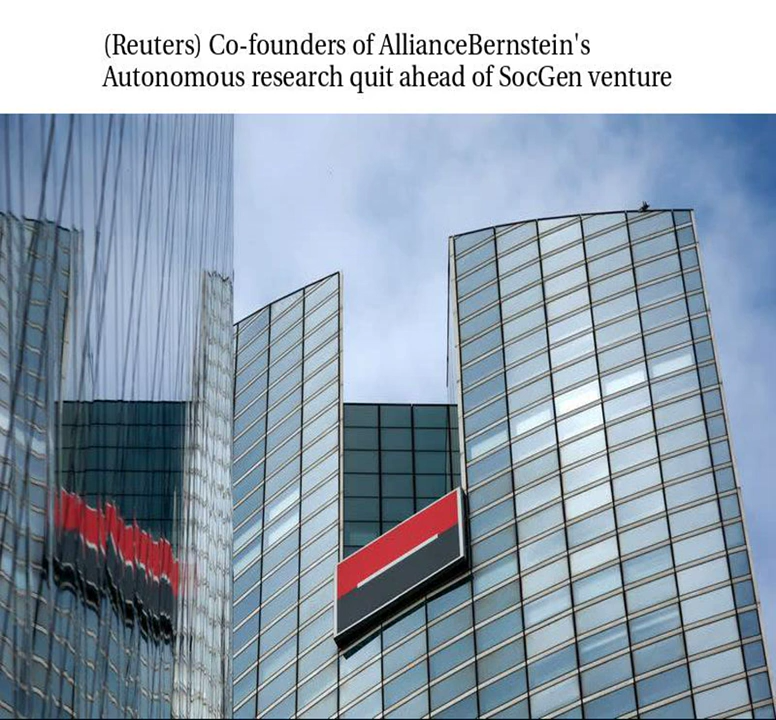 (Reuters) Co-founders of AllianceBernstein's
Autonomous research quit ahead of SocGen venture